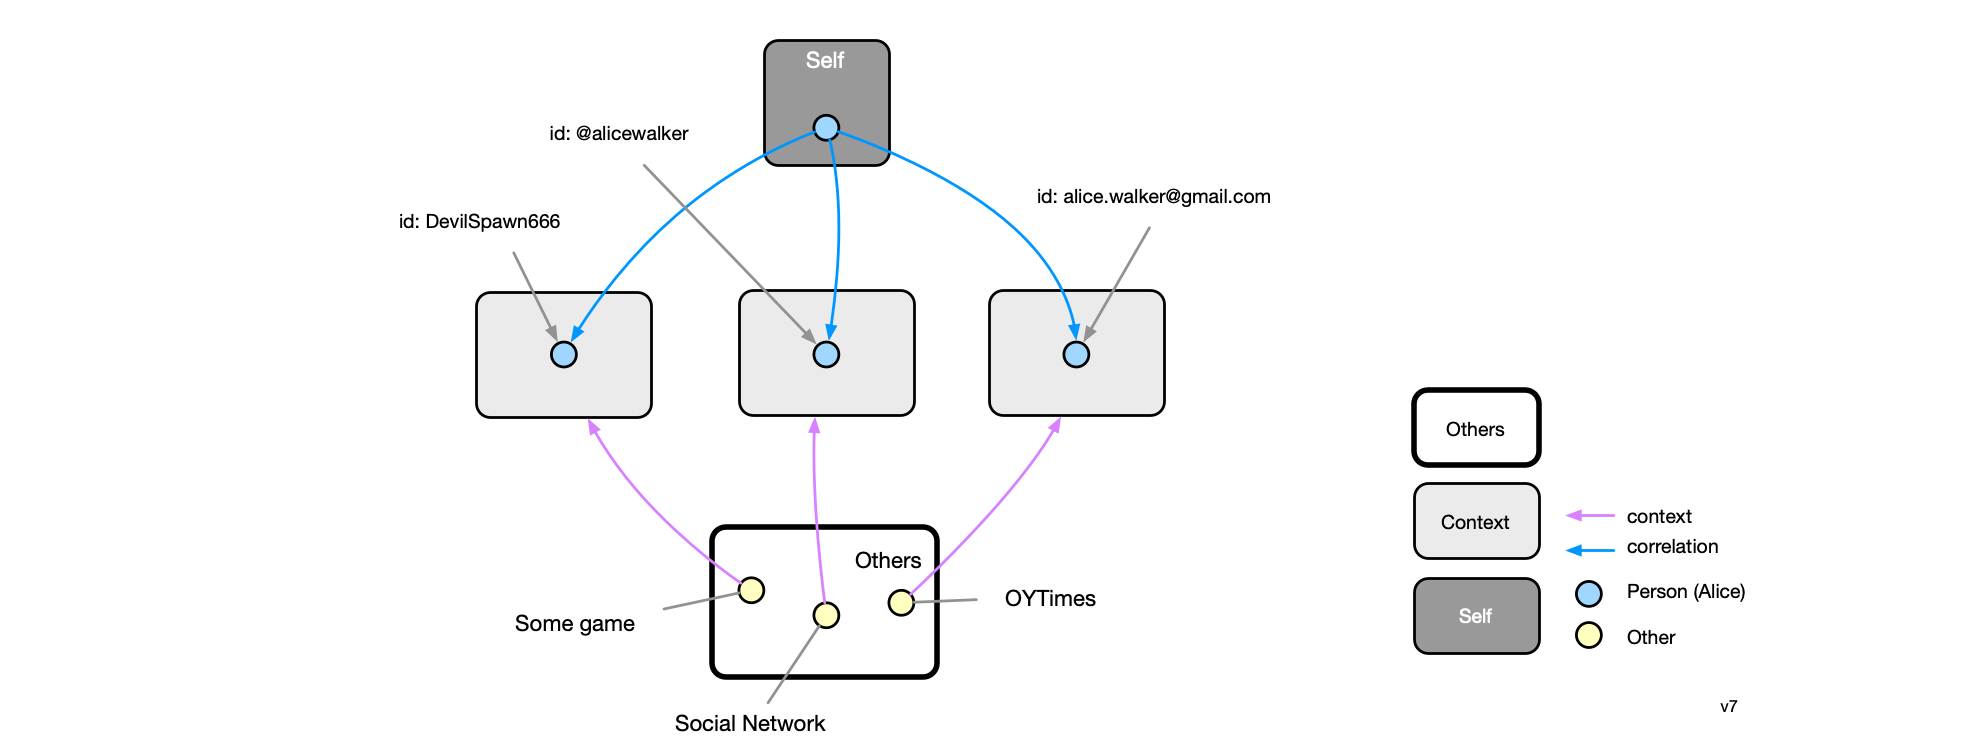 Self
id: @alicewalker
id: alice.walker@gmail.com
id: DevilSpawn666
Others
Some game
OYTimes
Social Network
Others
Context
context
correlation
Self
Person (Alice)
Other
v7